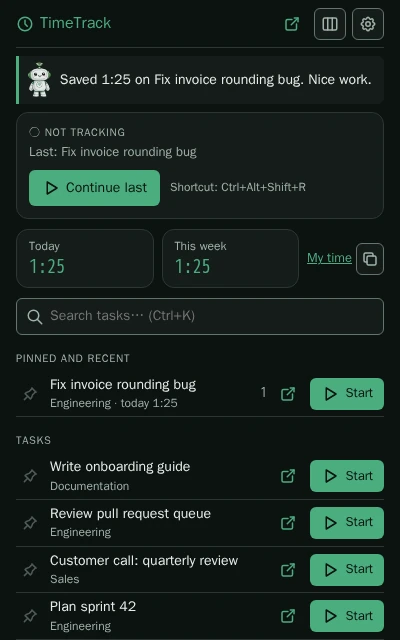 TimeTrack
Saved 1:25 on Fix invoice rounding bug. Nice work.
NOT TRACKING
Last: Fix invoice rounding bug
Continue last
Shortcut: Ctrl+Alt+Shift+R
Today
1:25
This week
1:25
My time
Search tasks··· (Ctrl+K)
PINNED AND RECENT
Fix invoice rounding bug
Engineering · today 1:25
1
Start
TASKS
Write onboarding guide
Documentation
Start
Review pull request queue
Engineering
Start
Customer call: quarterly review
Sales
Start
Plan sprint 42
Engineering
Start